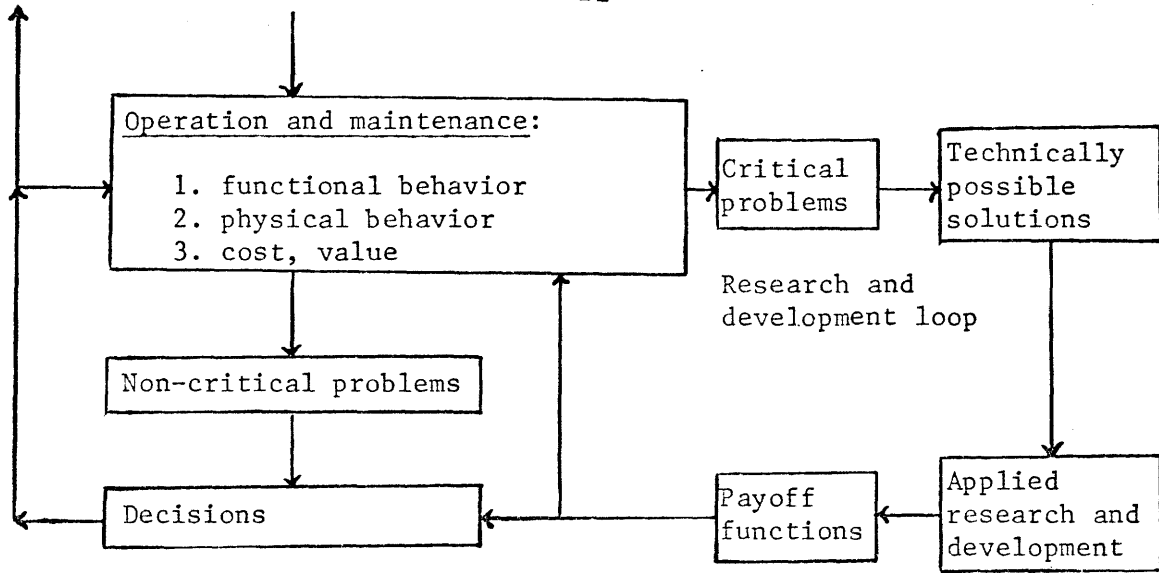 Operation and maintenance:
1. functional behavior
2. physical behavior
3. cost, value
Critical
problems
Technically
possible
solutions
Research and
development loop
Non-critical problems
Decisions
Payoff
functions
Applied
research and
development